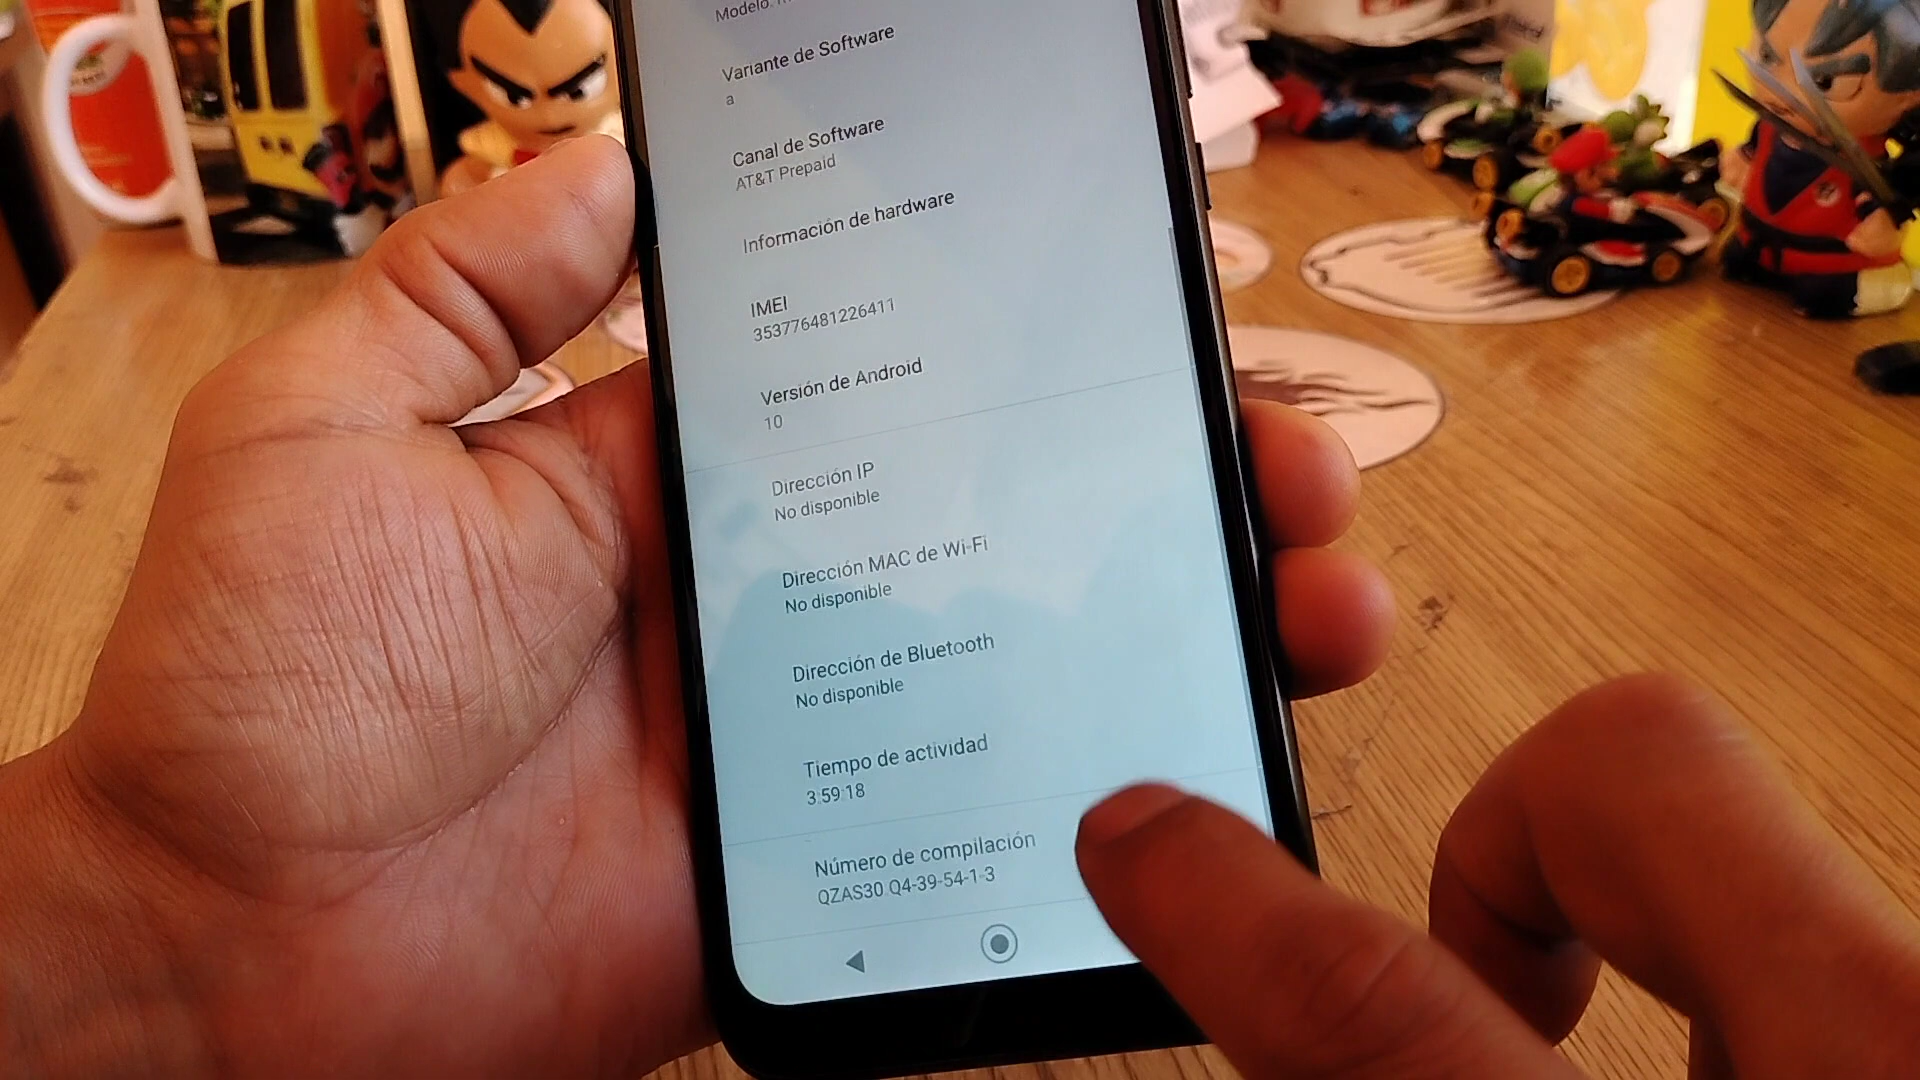 Modelo:
Variante de Software
a
Canal de Software
AT&T Prepaid
Información de hardware
IMEI
353776481226411
Versión de Android
10
Dirección IP
No disponible
Dirección MAC de Wi-Fi
No disponible
Dirección de Bluetooth
No disponible
Tiempo de actividad
3:59:18
Número de compilación
QZAS30.Q4-39-54-1-3